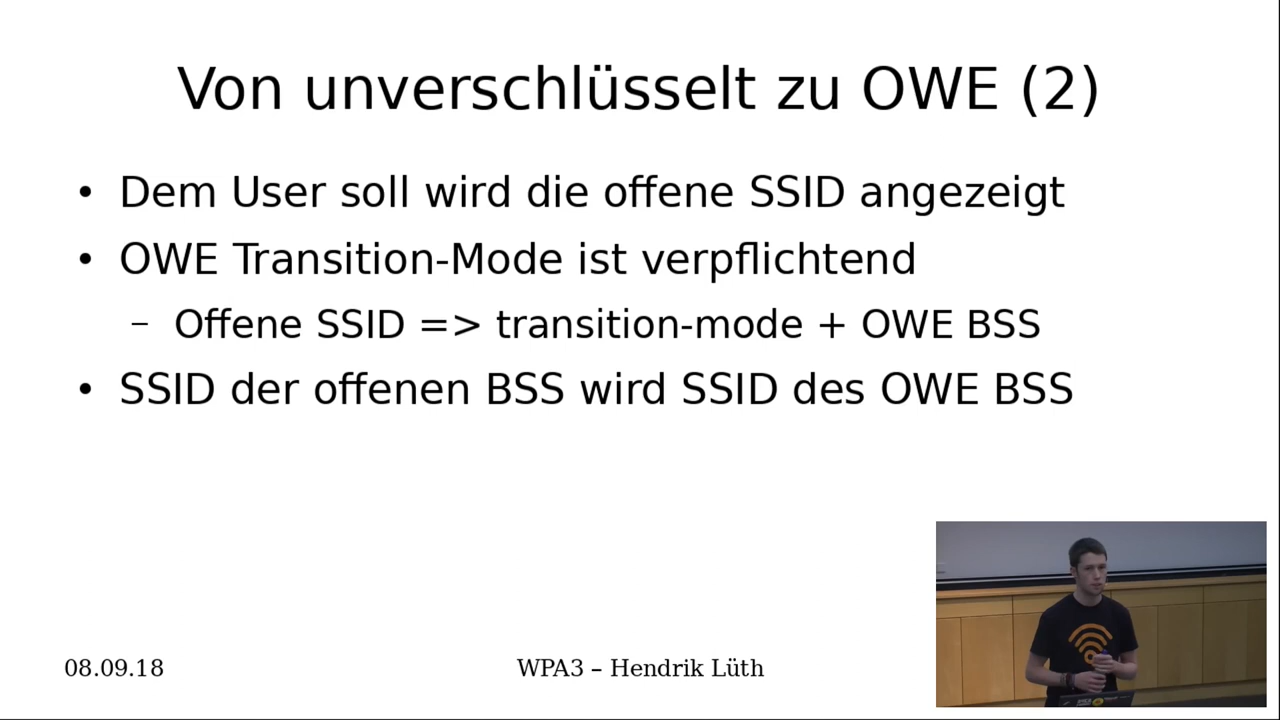 Von unverschlüsselt zu OWE (2)
• Dem User soll wird die offene SSID angezeigt
• OWE Transition-Mode ist verpflichtend
– Offene SSID => transition-mode + OWE BSS
• SSID der offenen BSS wird SSID des OWE BSS
08.09.18
WPA3 – Hendrik Lüth